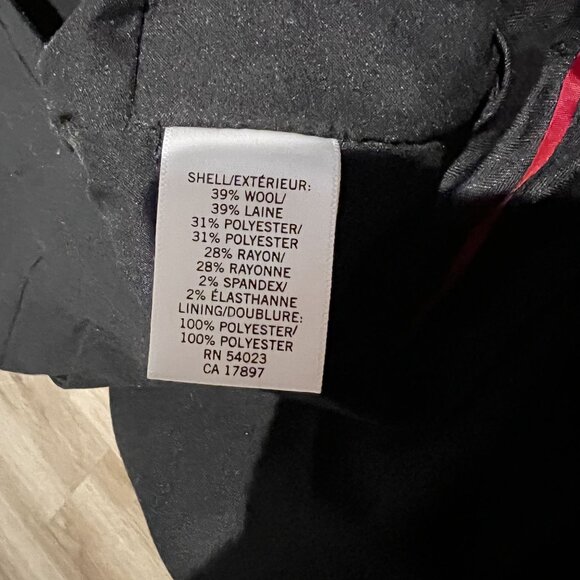 SHELL/EXTÉRIEUR:
39% WOOL/
39% LAINE
31% POLYESTER/
31% POLYESTER
28% RAYON/
28% RAYONNE
2% SPANDEX/
2% ÉLASTHANNE
LINING/DOUBLURE:
100% POLYESTER/
100% POLYESTER
RN 54023
CA 17897